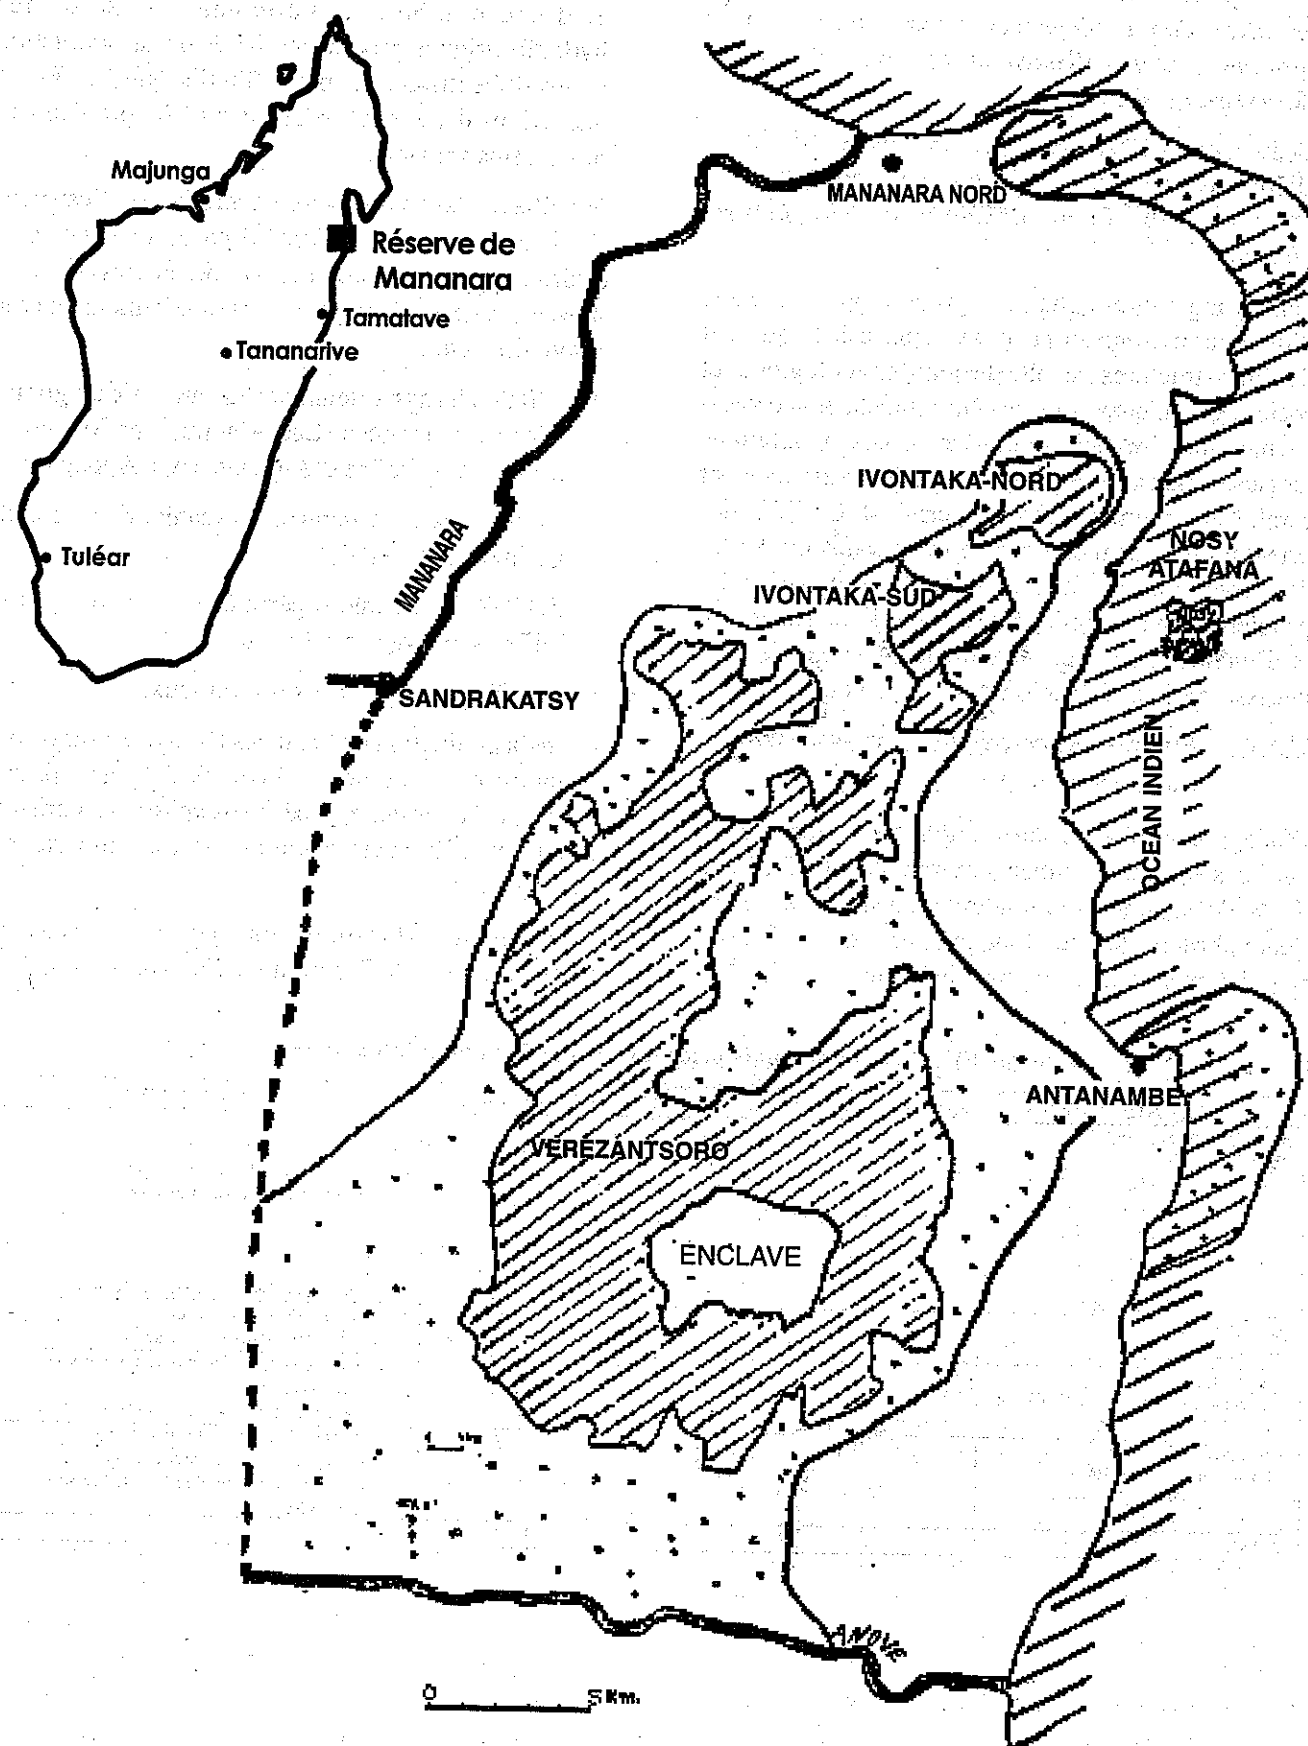 Majunga
Réserve de
Mananara
Tamatave
Tananarive
Tuléar
MANANARA NORD
IVONTAKA-NORD
MANANARA
NOSY
ATAFANA
IVONTAKA-SUD
SANDRAKATSY
OCEAN INDIEN
ANTANAMBE
VEREZANTSORO
ENCLAVE
ANOVE
0 5 Km.